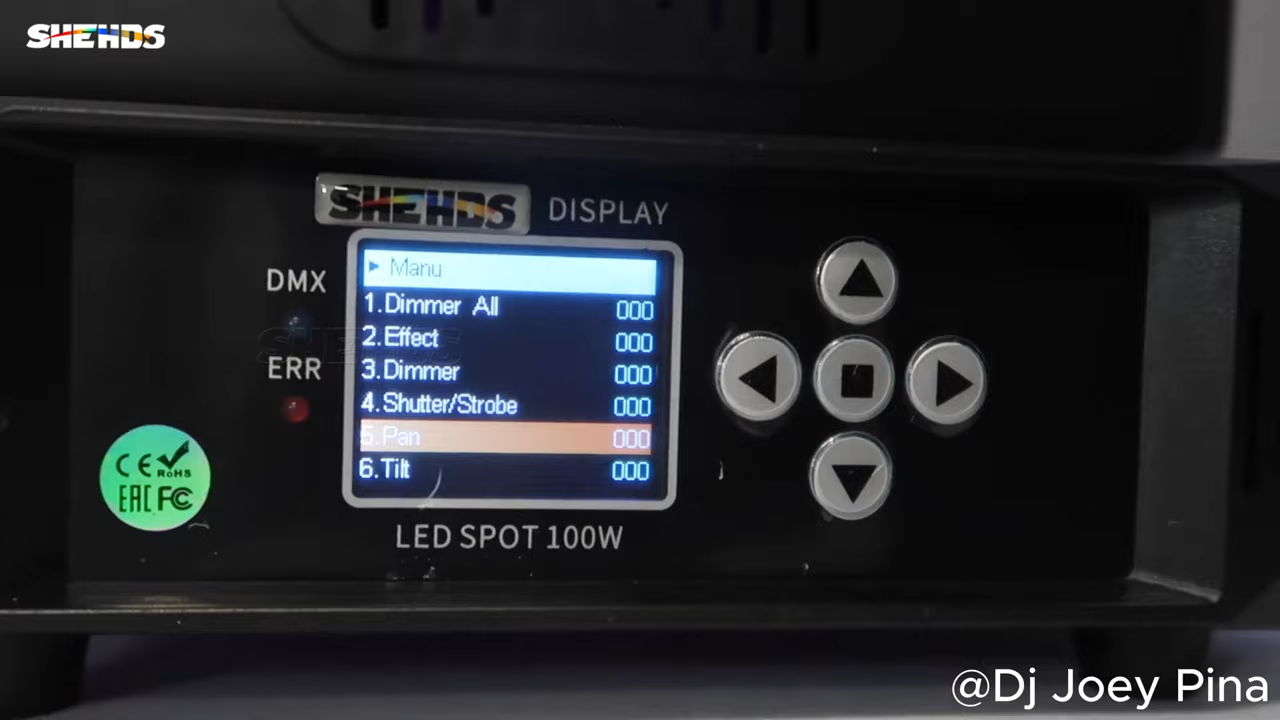 SHEHDS
SHEHDS DISPLAY
DMX
ERR
Manu
1.Dimmer All 000
2.Effect 000
3.Dimmer 000
4.Shutter/Strobe 000
5.Pan 000
6.Tilt 000
CE RoHS
EAC FC
LED SPOT 100W
@Dj Joey Pina